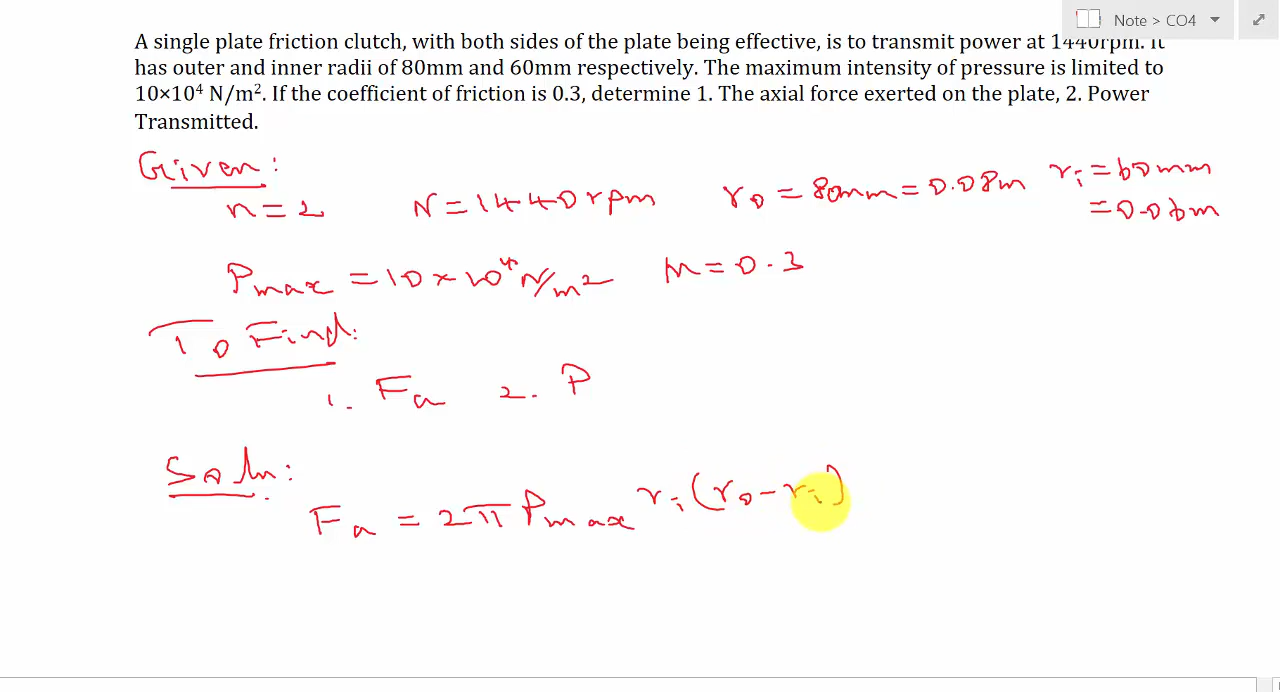 Note > CO4
A single plate friction clutch, with both sides of the plate being effective, is to transmit power at 1440rpm. It
has outer and inner radii of 80mm and 60mm respectively. The maximum intensity of pressure is limited to
10×10⁴ N/m². If the coefficient of friction is 0.3, determine 1. The axial force exerted on the plate, 2. Power
Transmitted.
Given:
n = 2 N = 1440rpm r₀ = 80mm = 0.08m rᵢ = 60mm
= 0.06m
Pmax = 10 × 10⁴ N/m² μ = 0.3
To Find:
1. Fa 2. P
Soln:
Fa = 2π Pmax rᵢ (r₀ - rᵢ)